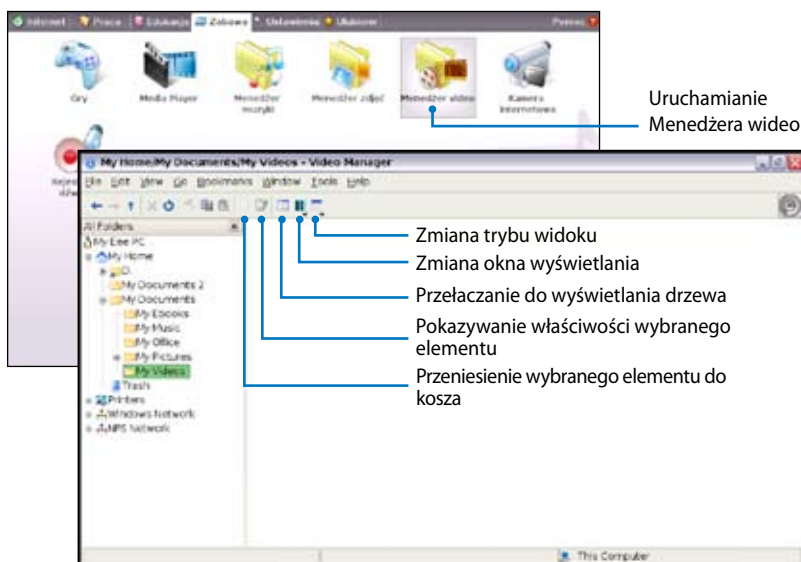 Internet Praca Edukacja Zabawa Ustawienia Ulubione Pomoc
Gry Media Player Menedżer muzyki Menedżer zdjęć Menedżer video Kamera internetowa
Uruchamianie
Menedżera wideo
My Home/My Documents/My Videos - Video Manager
File Edit View Go Bookmarks Window Tools Help
All Folders
My Eee PC
My Home
D:
My Documents 2
My Documents
My Ebooks
My Music
My Office
My Pictures
My Videos
Trash
Printers
Windows Network
NFS Network
Zmiana trybu widoku
Zmiana okna wyświetlania
Przełaczanie do wyświetlania drzewa
Pokazywanie właściwości wybranego
elementu
Przeniesienie wybranego elementu do
kosza
This Computer